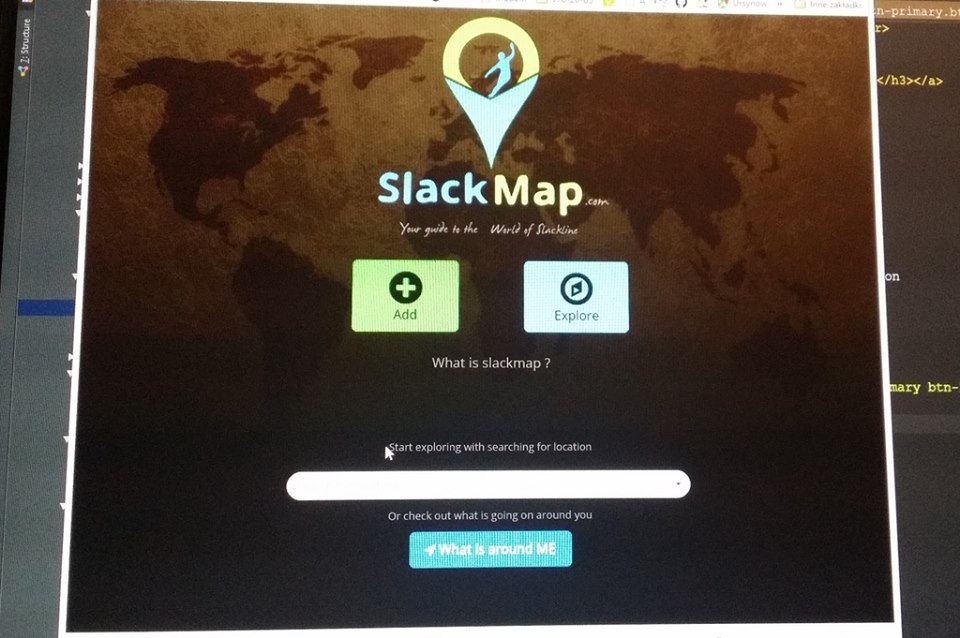 Ursynów
»
Inne zakładki
n-primary.bt
r>
Z: Structure
</h3></a>
SlackMap.com
Your guide to the World of Slackline
Add
Explore
on
What is slackmap ?
mary btn-
Start exploring with searching for location
Or check out what is going on around you
What is around ME